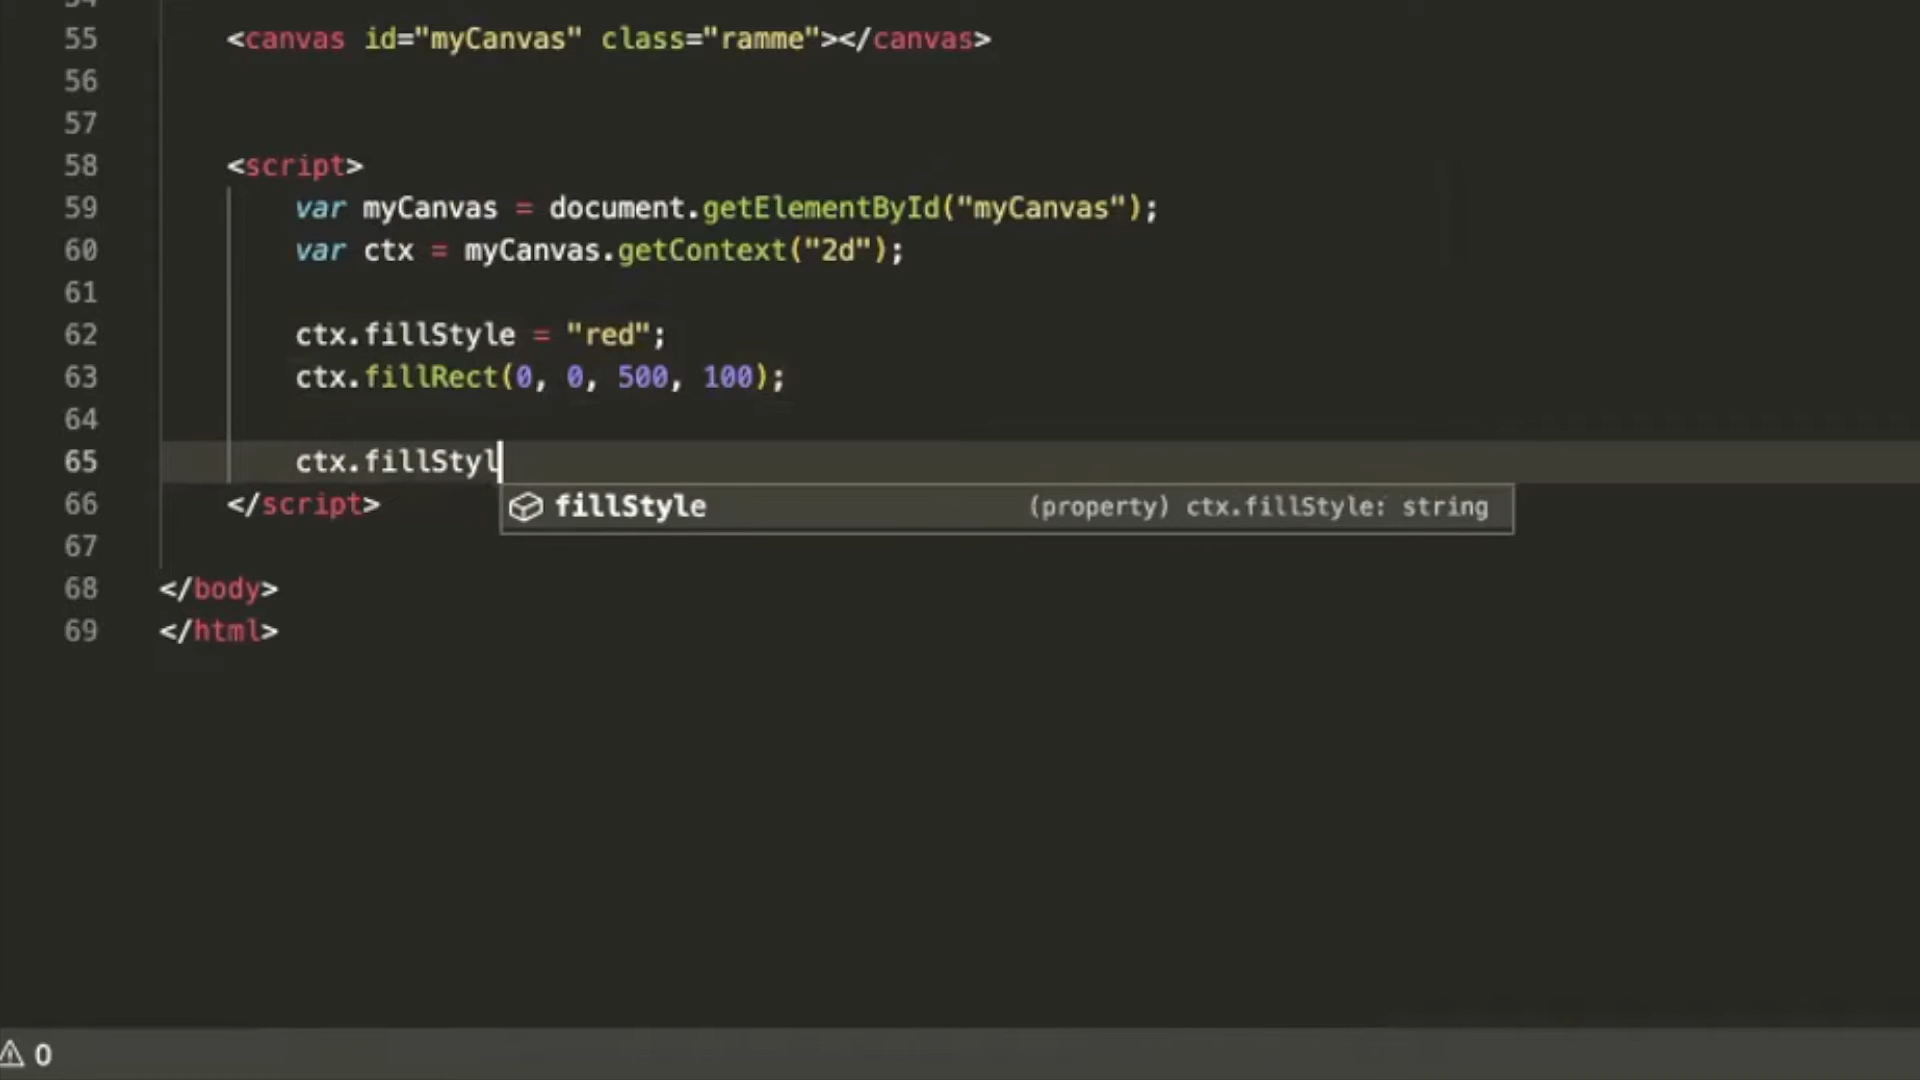 55 <canvas id="myCanvas" class="ramme"></canvas>
56
57
58 <script>
59 var myCanvas = document.getElementById("myCanvas");
60 var ctx = myCanvas.getContext("2d");
61
62 ctx.fillStyle = "red";
63 ctx.fillRect(0, 0, 500, 100);
64
65 ctx.fillStyl
fillStyle (property) ctx.fillStyle: string
66 </script>
67
68 </body>
69 </html>
0